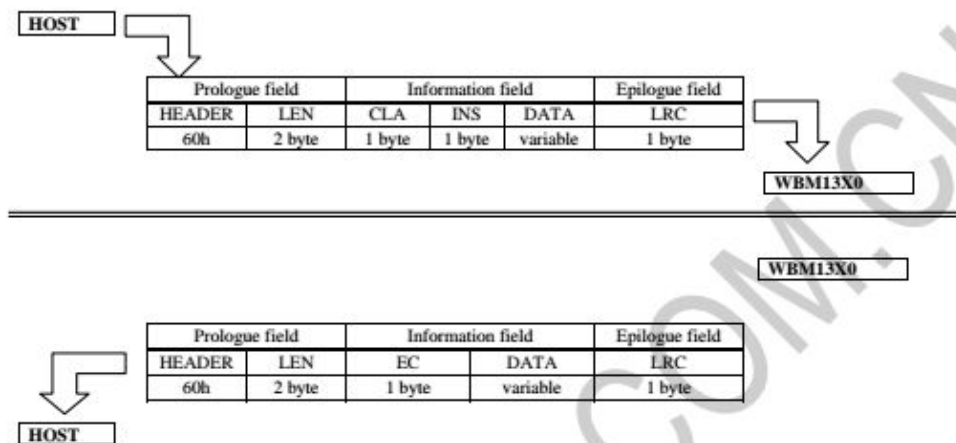 HOST
Prologue field Information field Epilogue field
HEADER LEN CLA INS DATA LRC
60h 2 byte 1 byte 1 byte variable 1 byte
WBM13X0
WBM13X0
Prologue field Information field Epilogue field
HEADER LEN EC DATA LRC
60h 2 byte 1 byte variable 1 byte
HOST
COM.CN